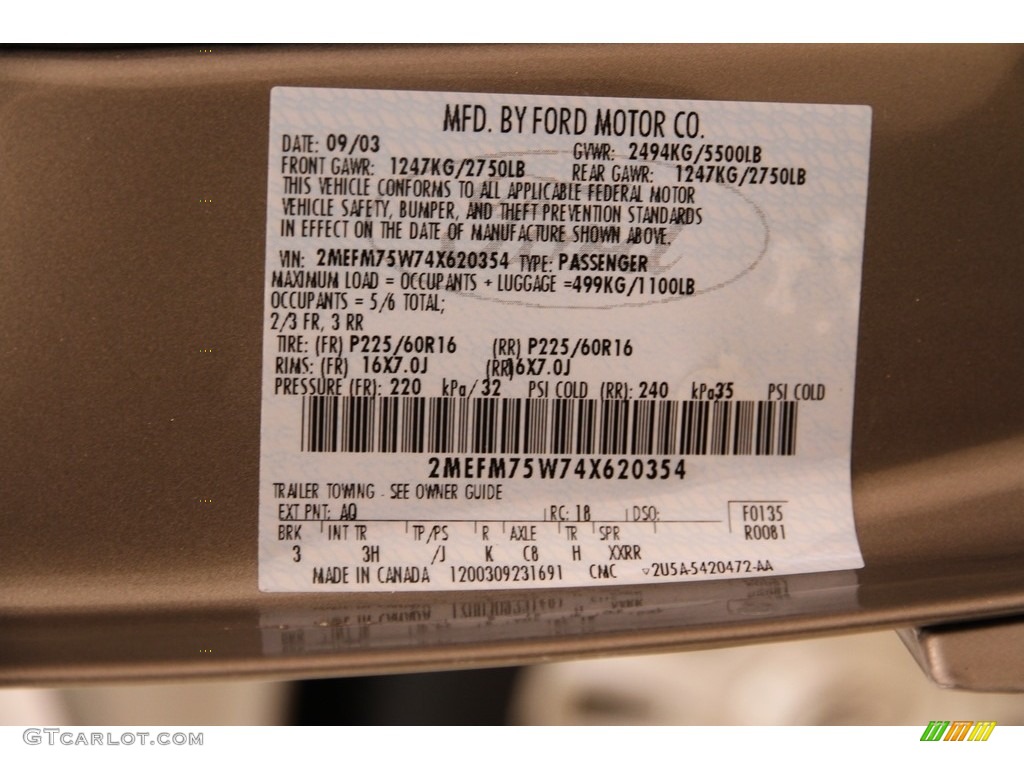 MFD. BY FORD MOTOR CO.
DATE: 09/03 GVWR: 2494KG/5500LB
FRONT GAWR: 1247KG/2750LB REAR GAWR: 1247KG/2750LB
THIS VEHICLE CONFORMS TO ALL APPLICABLE FEDERAL MOTOR
VEHICLE SAFETY, BUMPER, AND THEFT PREVENTION STANDARDS
IN EFFECT ON THE DATE OF MANUFACTURE SHOWN ABOVE.
VIN: 2MEFM75W74X620354 TYPE: PASSENGER
MAXIMUM LOAD = OCCUPANTS + LUGGAGE =499KG/1100LB
OCCUPANTS = 5/6 TOTAL;
2/3 FR, 3 RR
TIRE: (FR) P225/60R16 (RR) P225/60R16
RIMS: (FR) 16X7.0J (RR)16X7.0J
PRESSURE (FR): 220 kPa/ 32 PSI COLD (RR): 240 kPa/35 PSI COLD
2MEFM75W74X620354
TRAILER TOWING - SEE OWNER GUIDE
EXT PNT: AQ RC: 18 DSO: F0135
BRK INT TR TP/PS R AXLE TR SPR R0081
3 3H /J K C8 H XXRR
MADE IN CANADA 1200309231691 CMC ▿2U5A-5420472-AA
GTCARLOT.COM